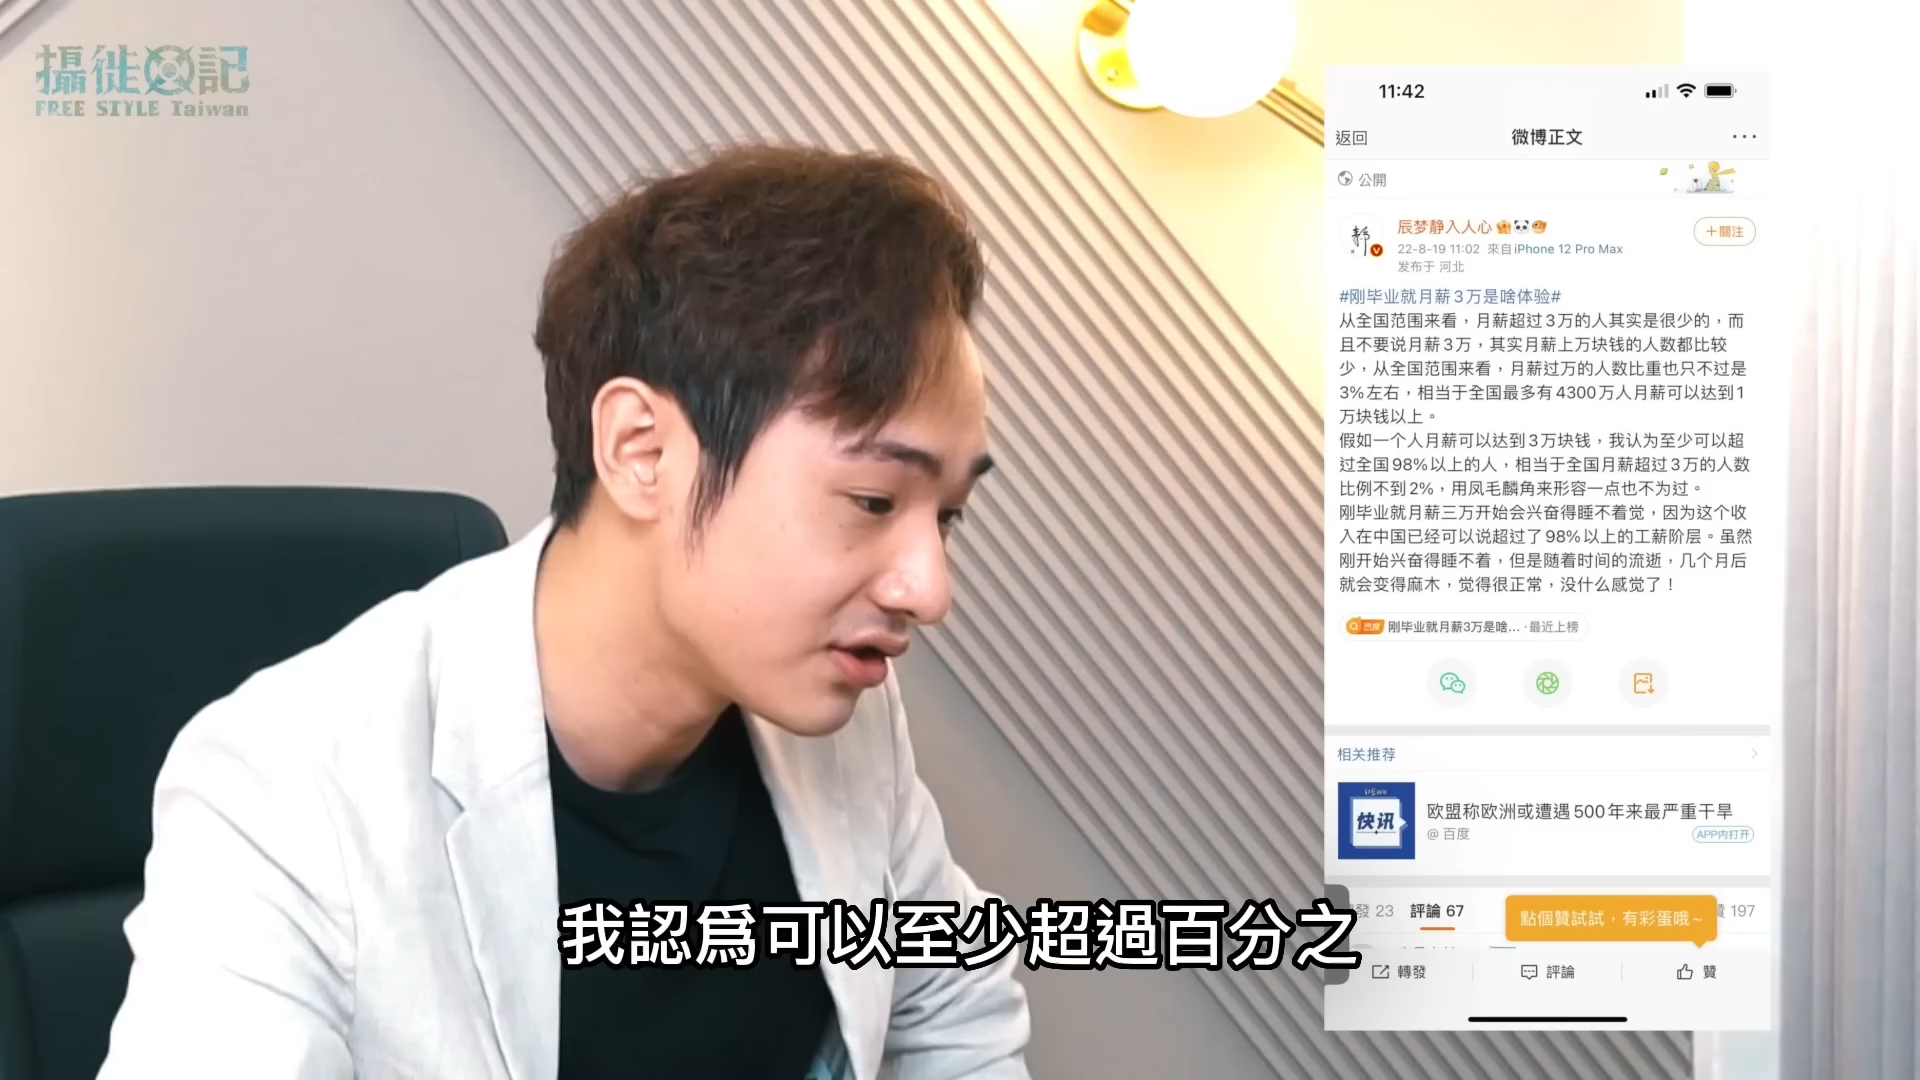 攝徒日記
FREE STYLE Taiwan
11:42
返回
微博正文
公開
辰梦静入人心
+關注
22-8-19 11:02 來自 iPhone 12 Pro Max
发布于 河北
#刚毕业就月薪3万是啥体验#
从全国范围来看，月薪超过3万的人其实是很少的，而
且不要说月薪3万，其实月薪上万块钱的人数都比较
少，从全国范围来看，月薪过万的人数比重也只不过是
3%左右，相当于全国最多有4300万人月薪可以达到1
万块钱以上。
假如一个人月薪可以达到3万块钱，我认为至少可以超
过全国98%以上的人，相当于全国月薪超过3万的人数
比例不到2%，用凤毛麟角来形容一点也不为过。
刚毕业就月薪三万开始会兴奋得睡不着觉，因为这个收
入在中国已经可以说超过了98%以上的工薪阶层。虽然
刚开始兴奋得睡不着，但是随着时间的流逝，几个月后
就会变得麻木，觉得很正常，没什么感觉了！
热搜 刚毕业就月薪3万是啥... ·最近上榜
相关推荐
快讯
欧盟称欧洲或遭遇500年来最严重干旱
@ 百度
APP内打开
發 23 評論 67
點個贊試試，有彩蛋哦~
197
我認爲可以至少超過百分之
轉發
評論
贊